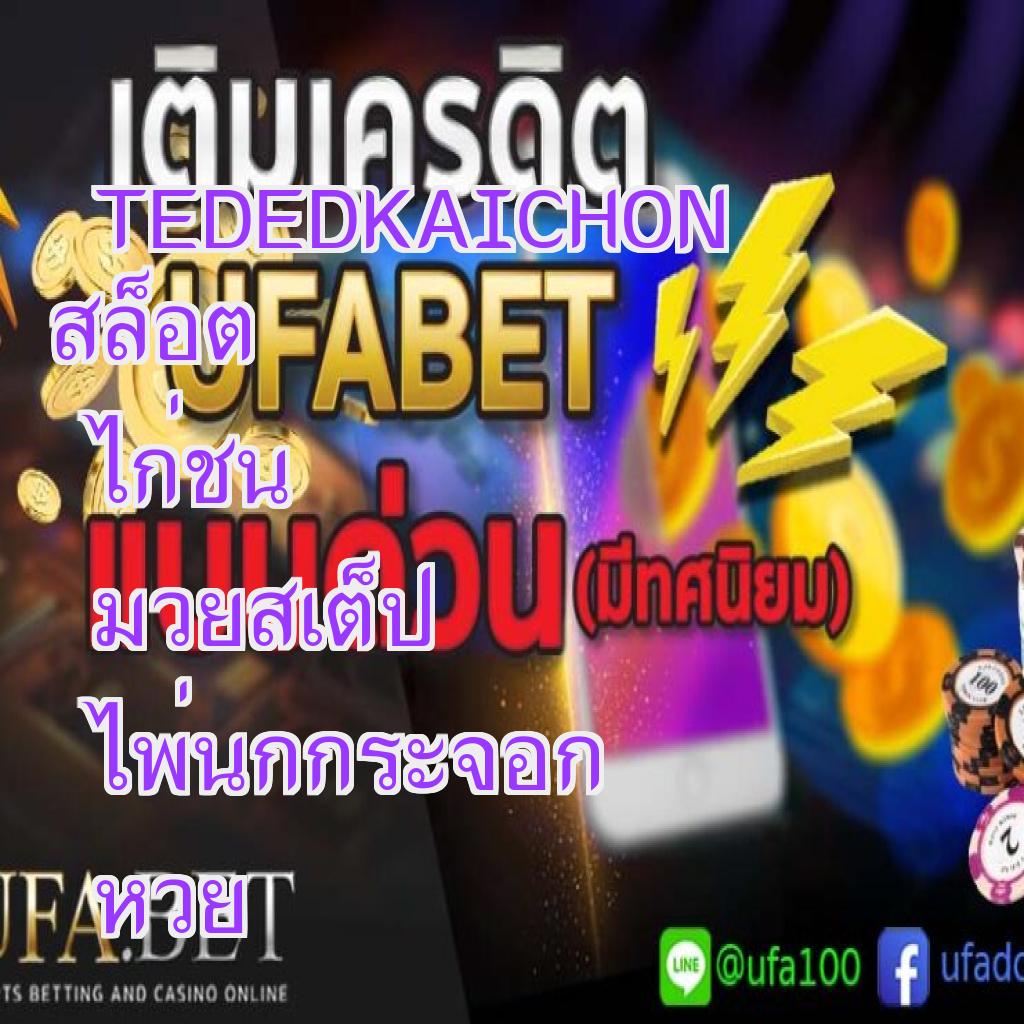 เติมเครดิต
TEDEDKAICHON
สล็อต
UFABET
ไก่ชน
แบบด่วน (มีทศนิยม)
มวยสเต็ป
ไพ่นกกระจอก
หวย
UFA.BET
BETTING AND CASINO ONLINE
LINE @ufa100
100